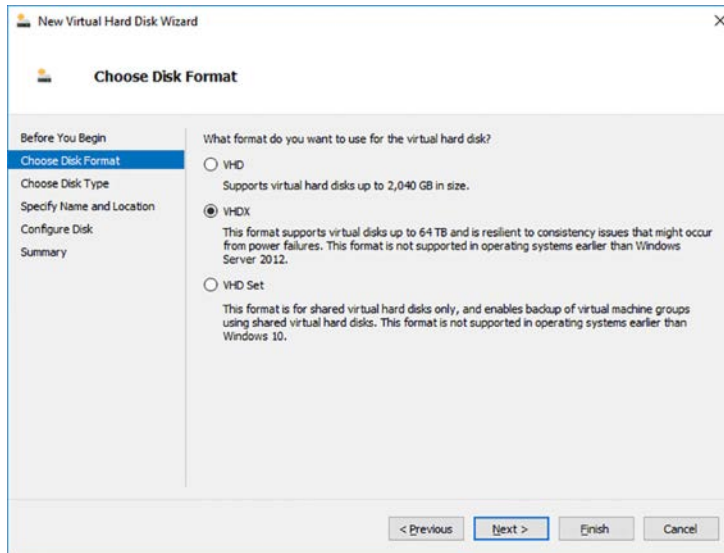 New Virtual Hard Disk Wizard
Choose Disk Format
Before You Begin
Choose Disk Format
Choose Disk Type
Specify Name and Location
Configure Disk
Summary
What format do you want to use for the virtual hard disk?
VHD
Supports virtual hard disks up to 2,040 GB in size.
VHDX
This format supports virtual disks up to 64 TB and is resilient to consistency issues that might occur
from power failures. This format is not supported in operating systems earlier than Windows
Server 2012.
VHD Set
This format is for shared virtual hard disks only, and enables backup of virtual machine groups
using shared virtual hard disks. This format is not supported in operating systems earlier than
Windows 10.
< Previous
Next >
Finish
Cancel